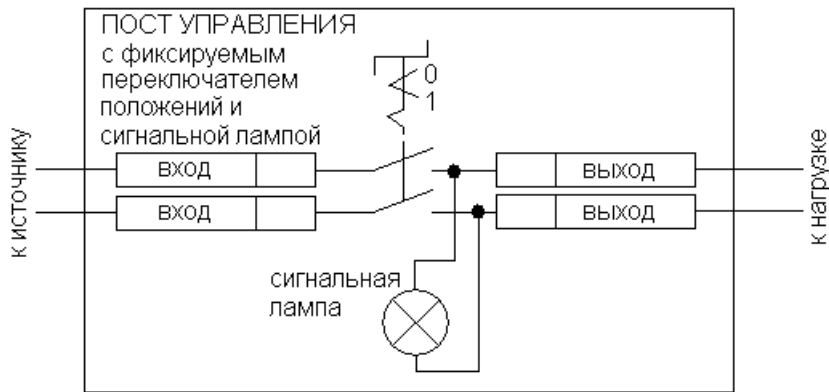 ПОСТ УПРАВЛЕНИЯ
с фиксируемым
переключателем
положений и
сигнальной лампой
0
1
к источнику
ВХОД
ВЫХОД
ВХОД
ВЫХОД
к нагрузке
сигнальная
лампа